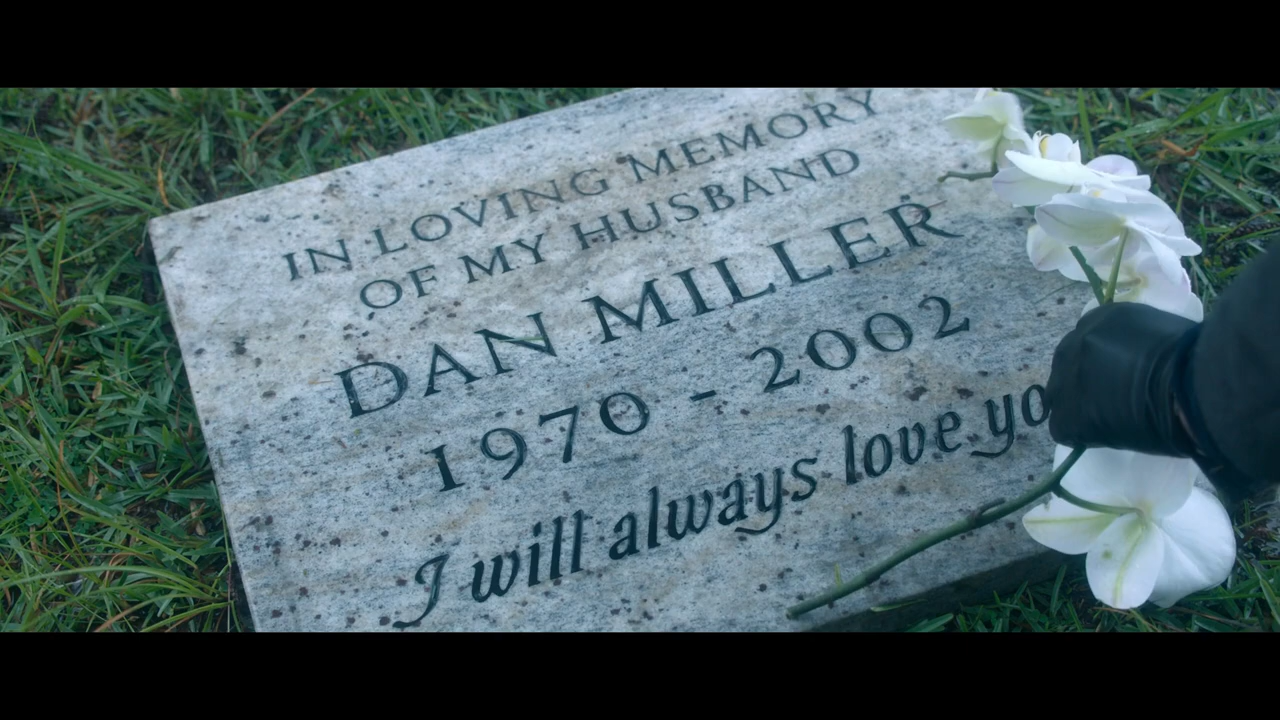 IN LOVING MEMORY
OF MY HUSBAND
DAN MILLER
1970 - 2002
I will always love yo